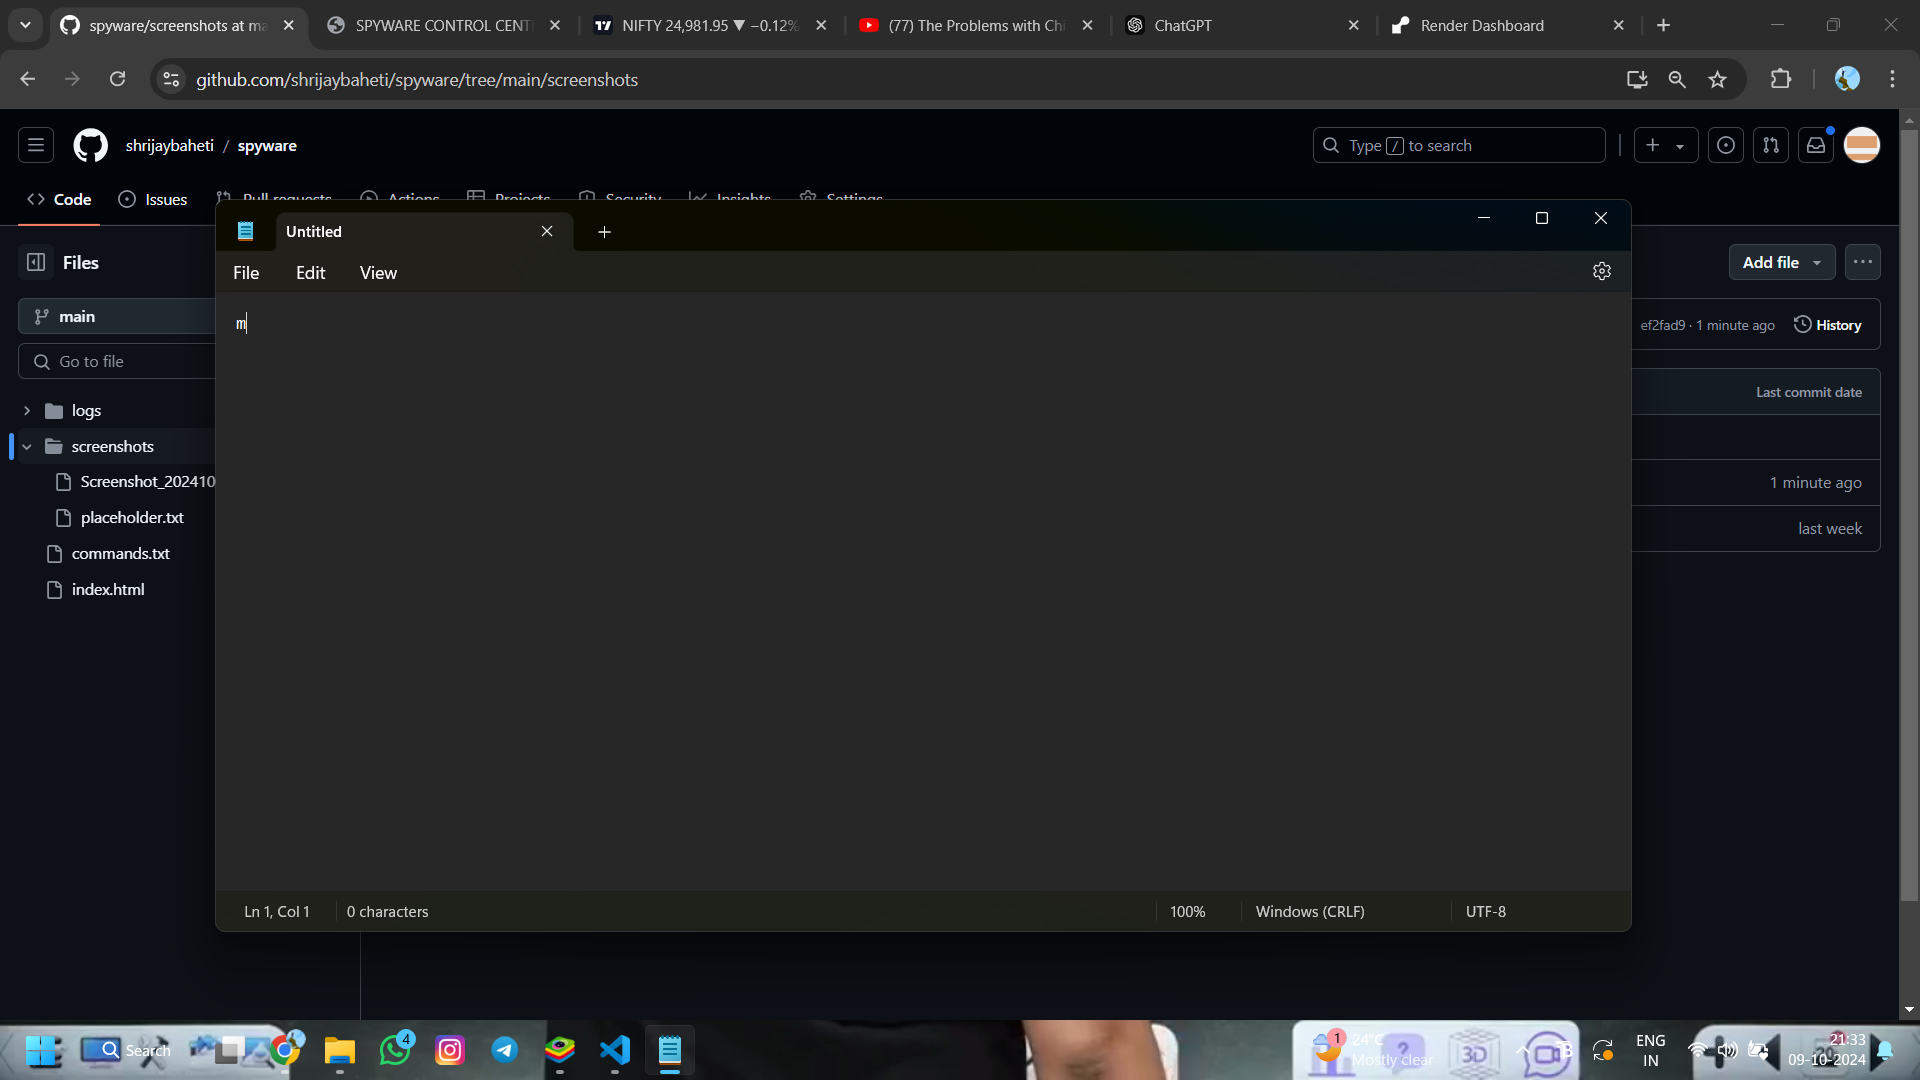 spyware/screenshots at ma
SPYWARE CONTROL CENT
NIFTY 24,981.95 ▼ −0.12%
(77) The Problems with Chi
ChatGPT
Render Dashboard
github.com/shrijaybaheti/spyware/tree/main/screenshots
shrijaybaheti / spyware
Type / to search
Code
Issues
Pull requests
Actions
Projects
Security
Insights
Settings
Untitled
File
Edit
View
m
Files
main
Go to file
logs
screenshots
Screenshot_202410
placeholder.txt
commands.txt
index.html
Add file
ef2fad9 · 1 minute ago
History
Last commit date
1 minute ago
last week
Ln 1, Col 1
0 characters
100%
Windows (CRLF)
UTF-8
Search
4
1
24°C
Mostly clear
3D
ENG
IN
21:33
09-10-2024